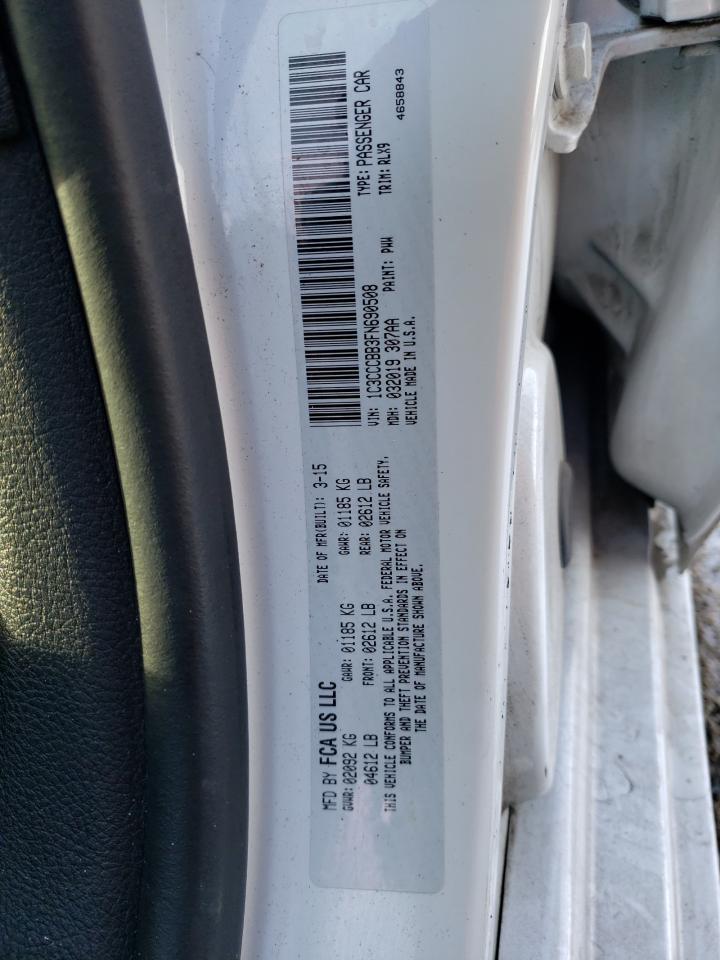 MFD BY FCA US LLC
DATE OF MFR(BUILT): 3-15
GVWR: 02092 KG
GAWR: 01185 KG
GAWR: 01185 KG
04612 LB
FRONT: 02612 LB
REAR: 02612 LB
THIS VEHICLE CONFORMS TO ALL APPLICABLE U.S.A. FEDERAL MOTOR VEHICLE SAFETY,
BUMPER AND THEFT PREVENTION STANDARDS IN EFFECT ON
THE DATE OF MANUFACTURE SHOWN ABOVE.
VIN: 1C3CCCBB3FN690508
TYPE: PASSENGER CAR
MDH: 032019 307AA
PAINT: PWW
TRIM: RLX9
VEHICLE MADE IN U.S.A.
4658843